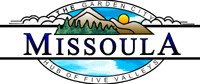 THE GARDEN CITY
MISSOULA
HUB OF FIVE VALLEYS